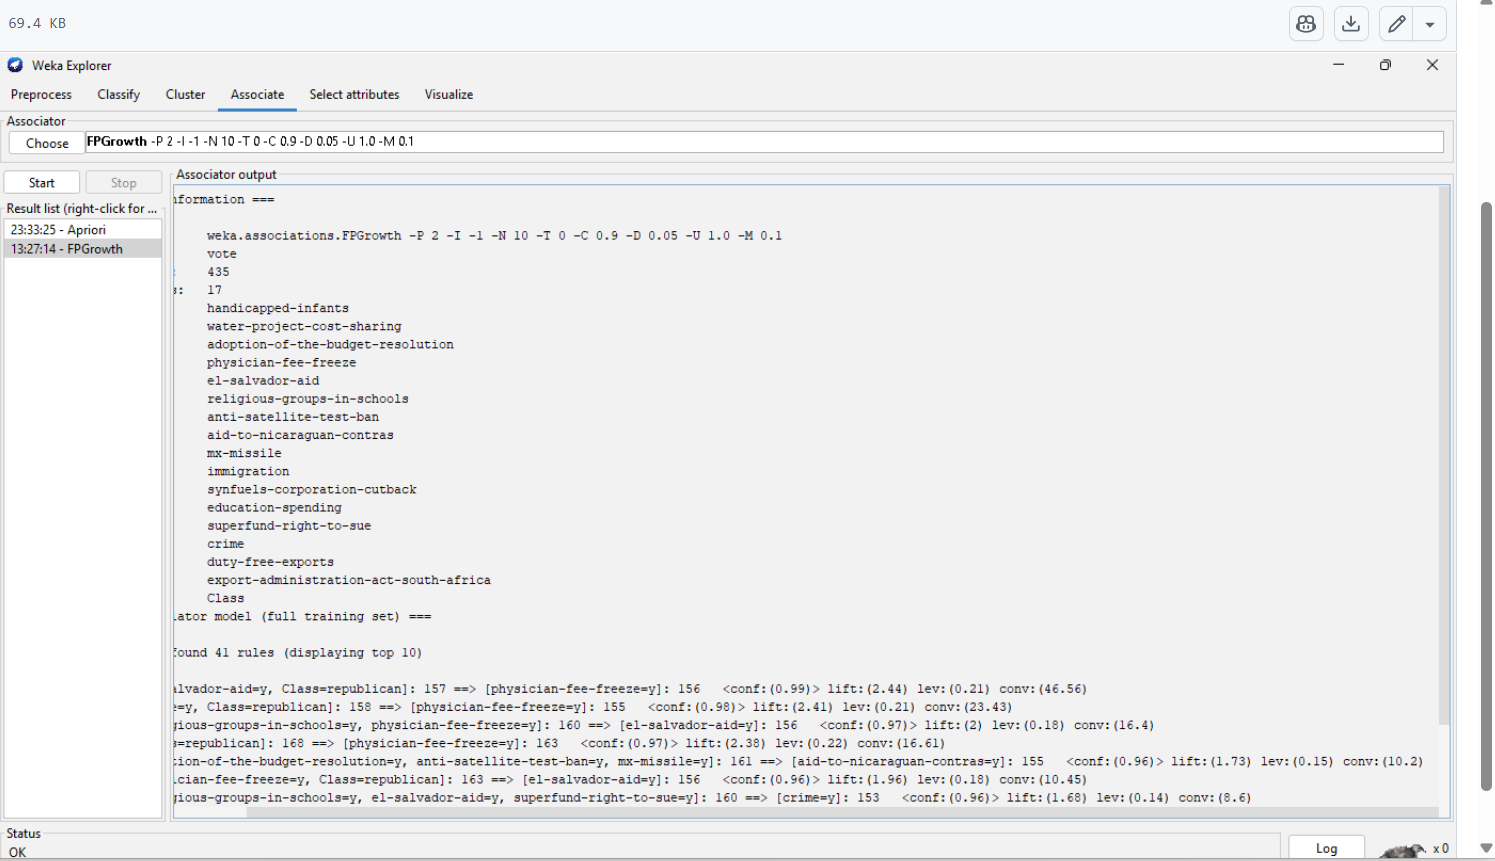 69.4 KB
Weka Explorer
Preprocess Classify Cluster Associate Select attributes Visualize
Associator
Choose FPGrowth -P 2 -I -1 -N 10 -T 0 -C 0.9 -D 0.05 -U 1.0 -M 0.1
Start Stop
Associator output
Result list (right-click for ...
23:33:25 - Apriori
13:27:14 - FPGrowth
nformation ===
weka.associations.FPGrowth -P 2 -I -1 -N 10 -T 0 -C 0.9 -D 0.05 -U 1.0 -M 0.1
vote
: 435
s: 17
handicapped-infants
water-project-cost-sharing
adoption-of-the-budget-resolution
physician-fee-freeze
el-salvador-aid
religious-groups-in-schools
anti-satellite-test-ban
aid-to-nicaraguan-contras
mx-missile
immigration
synfuels-corporation-cutback
education-spending
superfund-right-to-sue
crime
duty-free-exports
export-administration-act-south-africa
Class
ator model (full training set) ===
found 41 rules (displaying top 10)
alvador-aid=y, Class=republican]: 157 ==> [physician-fee-freeze=y]: 156 <conf:(0.99)> lift:(2.44) lev:(0.21) conv:(46.56)
=y, Class=republican]: 158 ==> [physician-fee-freeze=y]: 155 <conf:(0.98)> lift:(2.41) lev:(0.21) conv:(23.43)
gious-groups-in-schools=y, physician-fee-freeze=y]: 160 ==> [el-salvador-aid=y]: 156 <conf:(0.97)> lift:(2) lev:(0.18) conv:(16.4)
s=republican]: 168 ==> [physician-fee-freeze=y]: 163 <conf:(0.97)> lift:(2.38) lev:(0.22) conv:(16.61)
tion-of-the-budget-resolution=y, anti-satellite-test-ban=y, mx-missile=y]: 161 ==> [aid-to-nicaraguan-contras=y]: 155 <conf:(0.96)> lift:(1.73) lev:(0.15) conv:(10.2)
ician-fee-freeze=y, Class=republican]: 163 ==> [el-salvador-aid=y]: 156 <conf:(0.96)> lift:(1.96) lev:(0.18) conv:(10.45)
gious-groups-in-schools=y, el-salvador-aid=y, superfund-right-to-sue=y]: 160 ==> [crime=y]: 153 <conf:(0.96)> lift:(1.68) lev:(0.14) conv:(8.6)
Status
OK
Log x 0